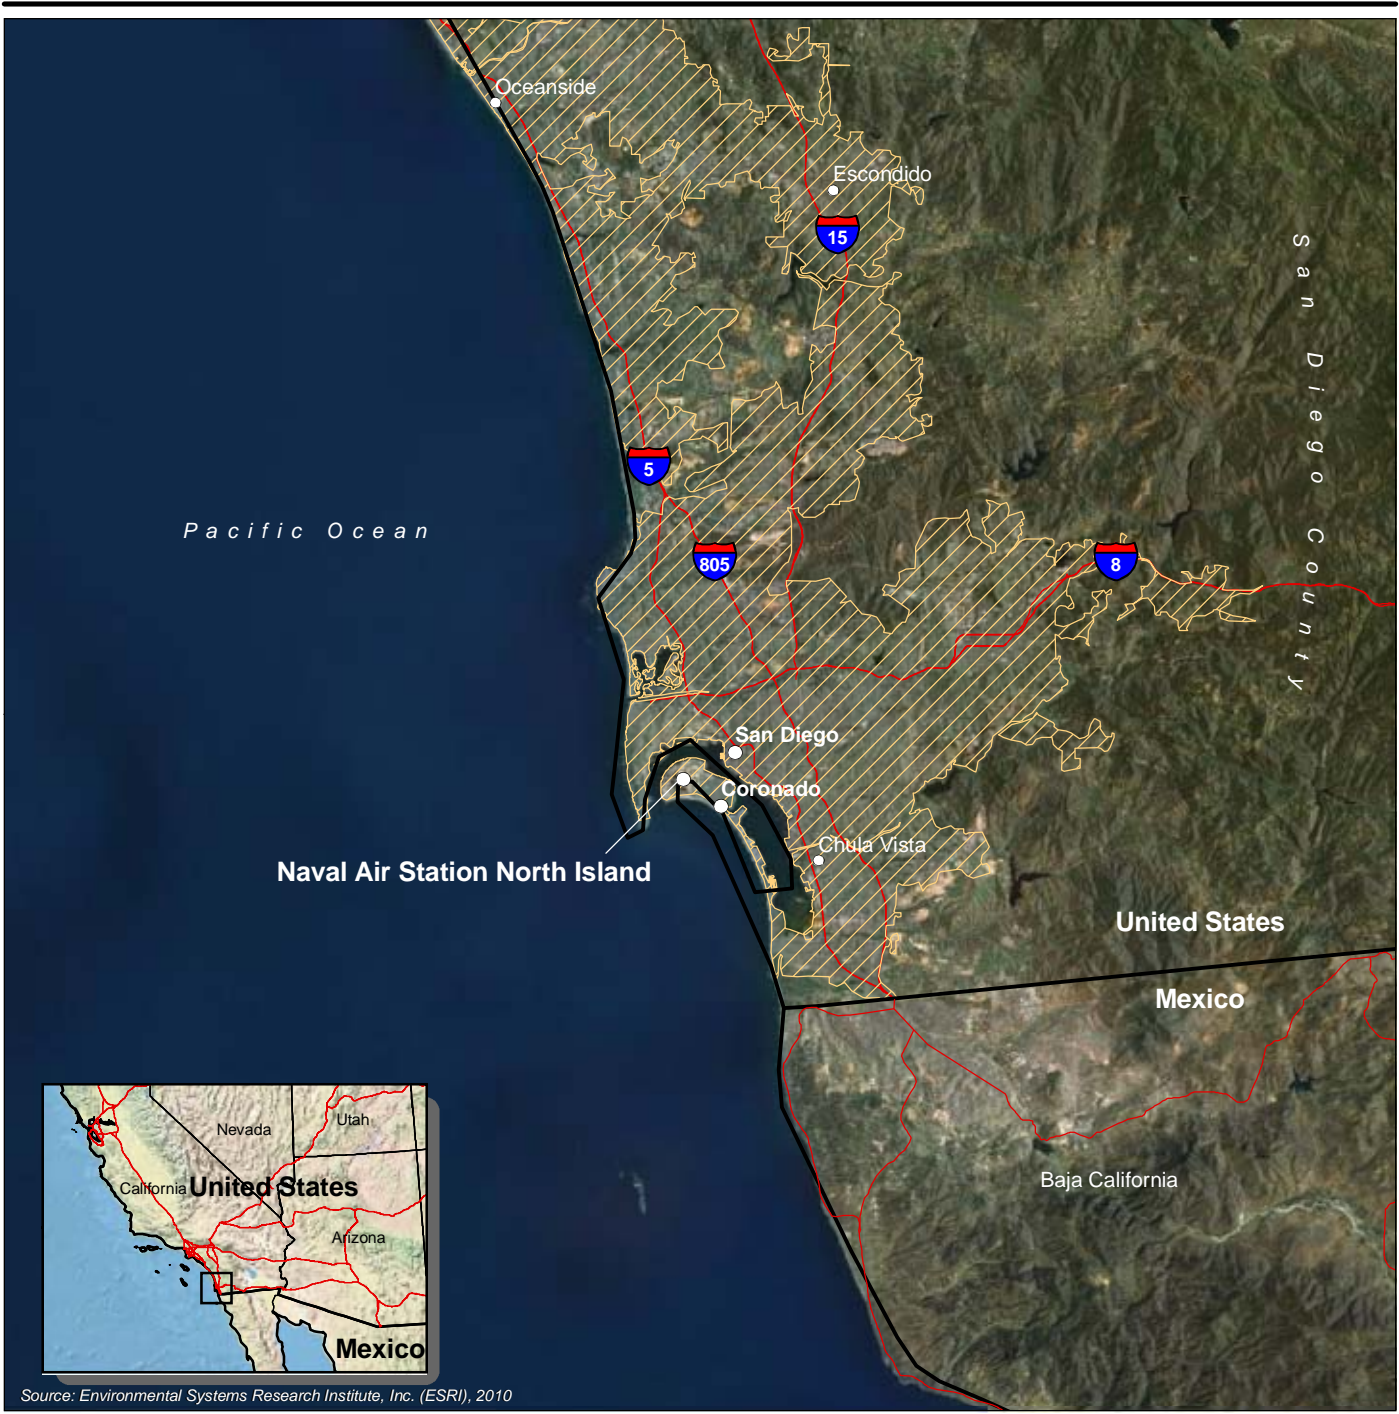 Oceanside
Escondido
15
San Diego County
5
Pacific Ocean
805
8
San Diego
Coronado
Chula Vista
Naval Air Station North Island
United States
Mexico
Baja California
Nevada
Utah
California
United States
Arizona
Mexico
Source: Environmental Systems Research Institute, Inc. (ESRI), 2010